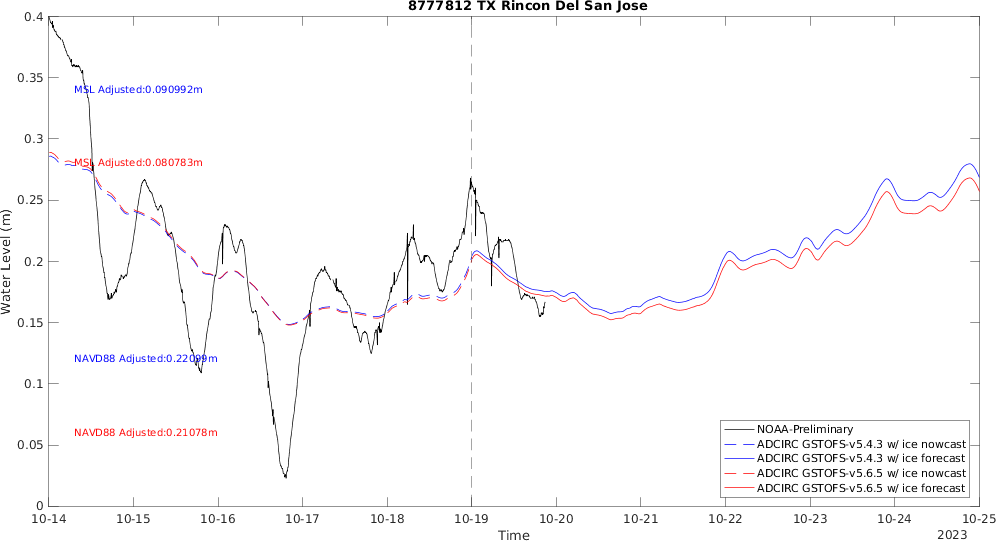 8777812 TX Rincon Del San Jose
Water Level (m)
0.4
0.35
0.3
0.25
0.2
0.15
0.1
0.05
0
MSL Adjusted:0.090992m
MSL Adjusted:0.080783m
NAVD88 Adjusted:0.22099m
NAVD88 Adjusted:0.21078m
NOAA-Preliminary
ADCIRC GSTOFS-v5.4.3 w/ ice nowcast
ADCIRC GSTOFS-v5.4.3 w/ ice forecast
ADCIRC GSTOFS-v5.6.5 w/ ice nowcast
ADCIRC GSTOFS-v5.6.5 w/ ice forecast
10-14 10-15 10-16 10-17 10-18 10-19 10-20 10-21 10-22 10-23 10-24 10-25
Time
2023